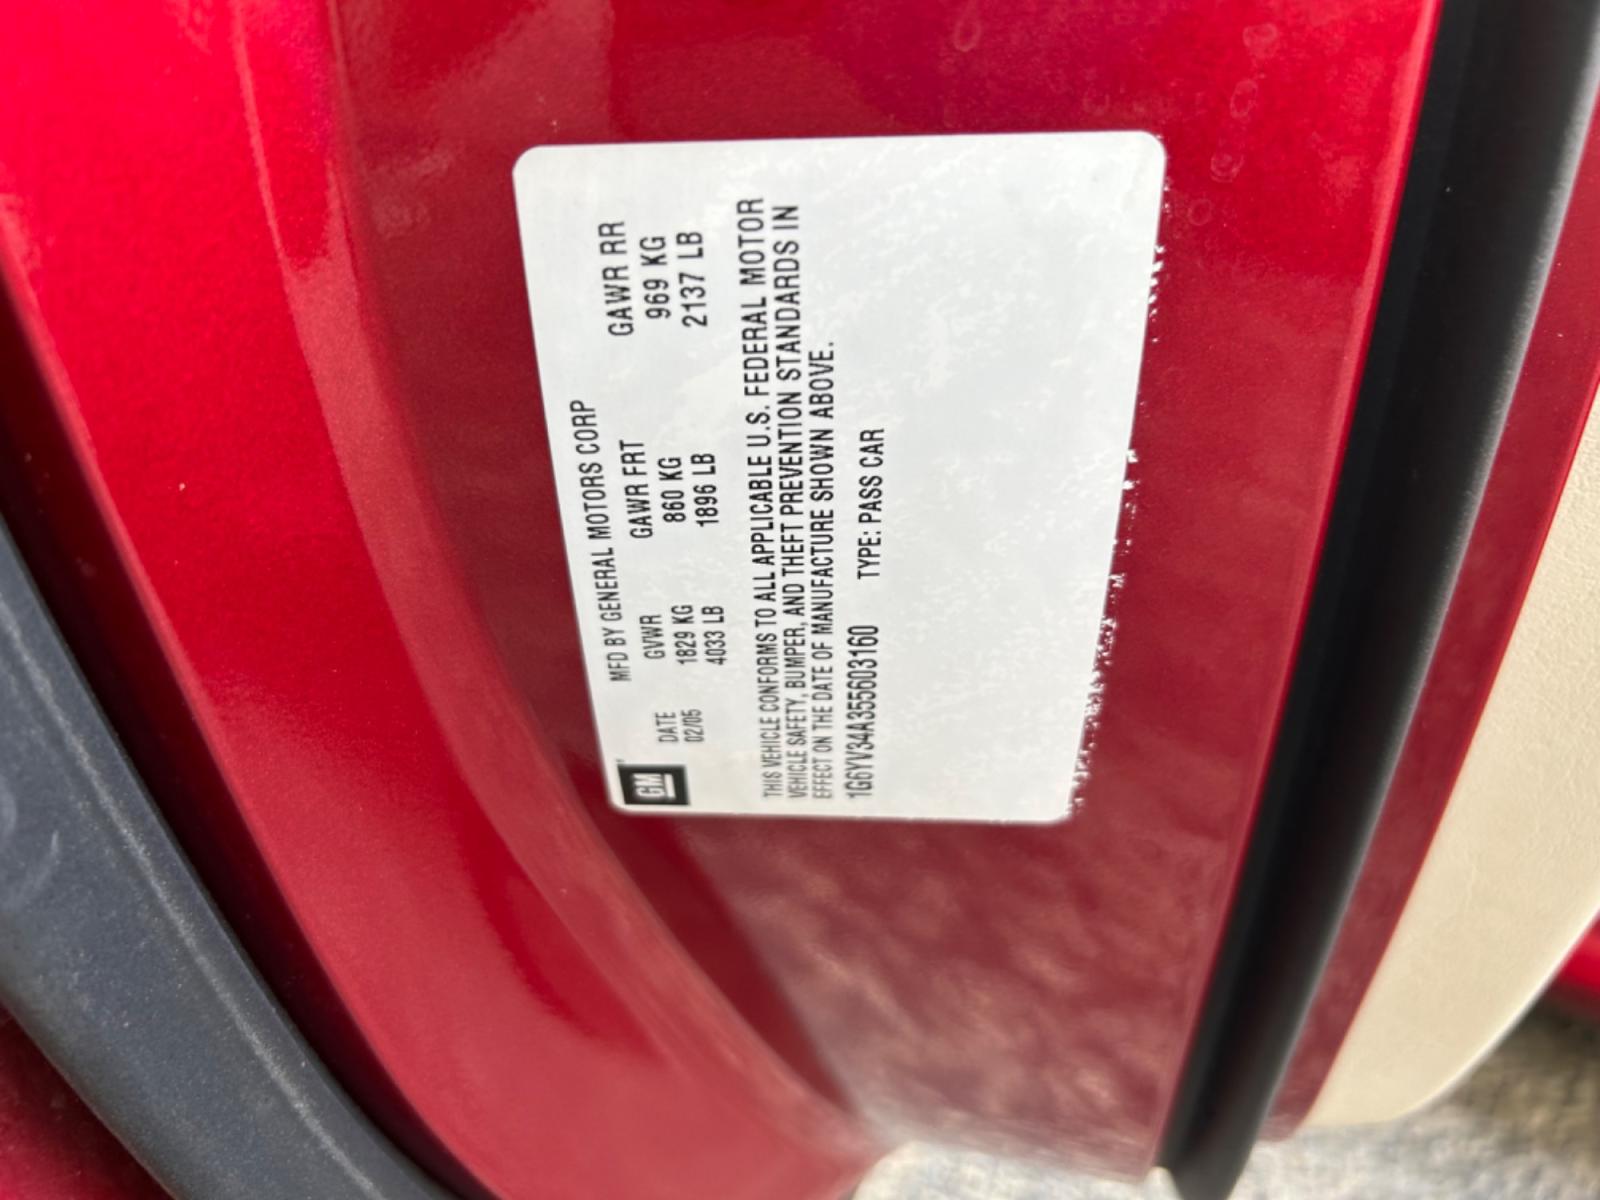 GM
MFD BY GENERAL MOTORS CORP
DATE GVWR GAWR FRT GAWR RR
02/05 1829 KG 860 KG 969 KG
4033 LB 1896 LB 2137 LB
THIS VEHICLE CONFORMS TO ALL APPLICABLE U.S. FEDERAL MOTOR
VEHICLE SAFETY, BUMPER, AND THEFT PREVENTION STANDARDS IN
EFFECT ON THE DATE OF MANUFACTURE SHOWN ABOVE.
1G6YV34A355603160 TYPE: PASS CAR